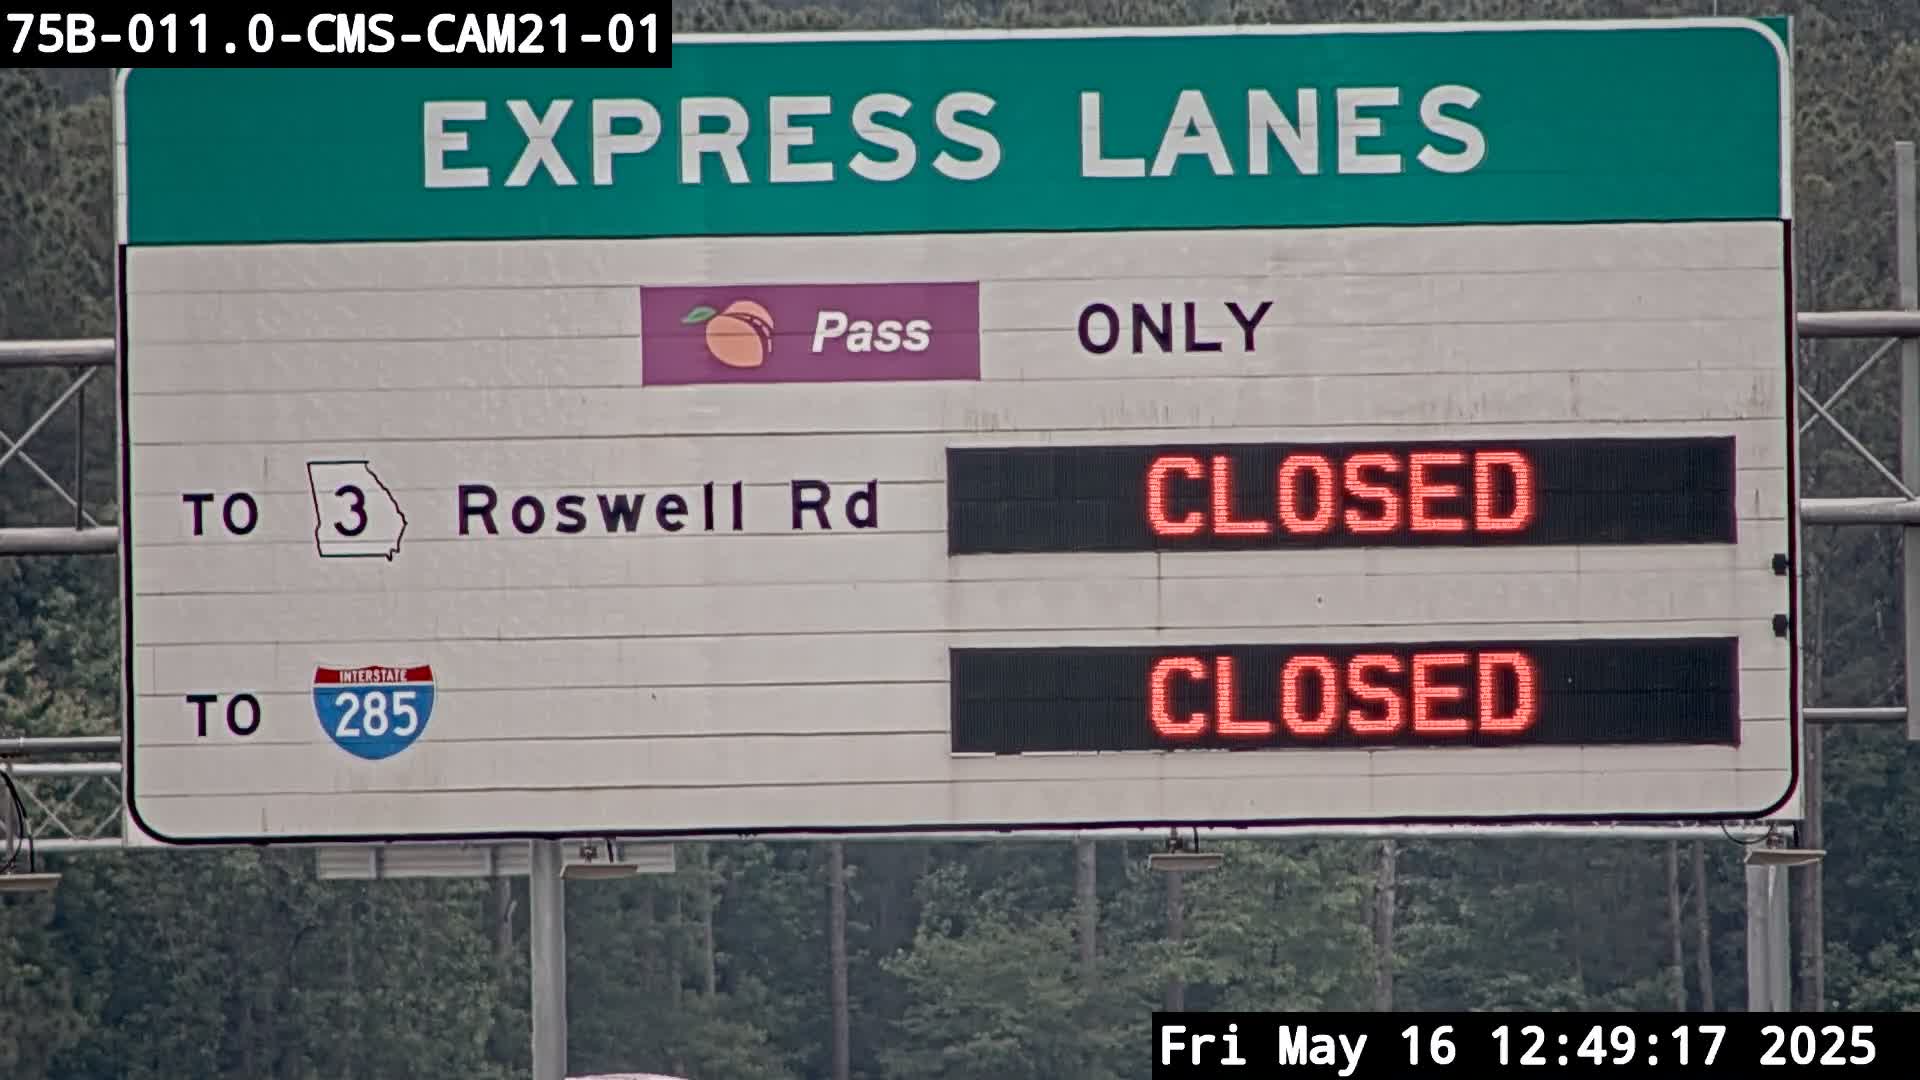 75B-011.0-CMS-CAM21-01
EXPRESS LANES
Pass ONLY
TO 3 Roswell Rd CLOSED
INTERSTATE
TO 285 CLOSED
Fri May 16 12:49:17 2025